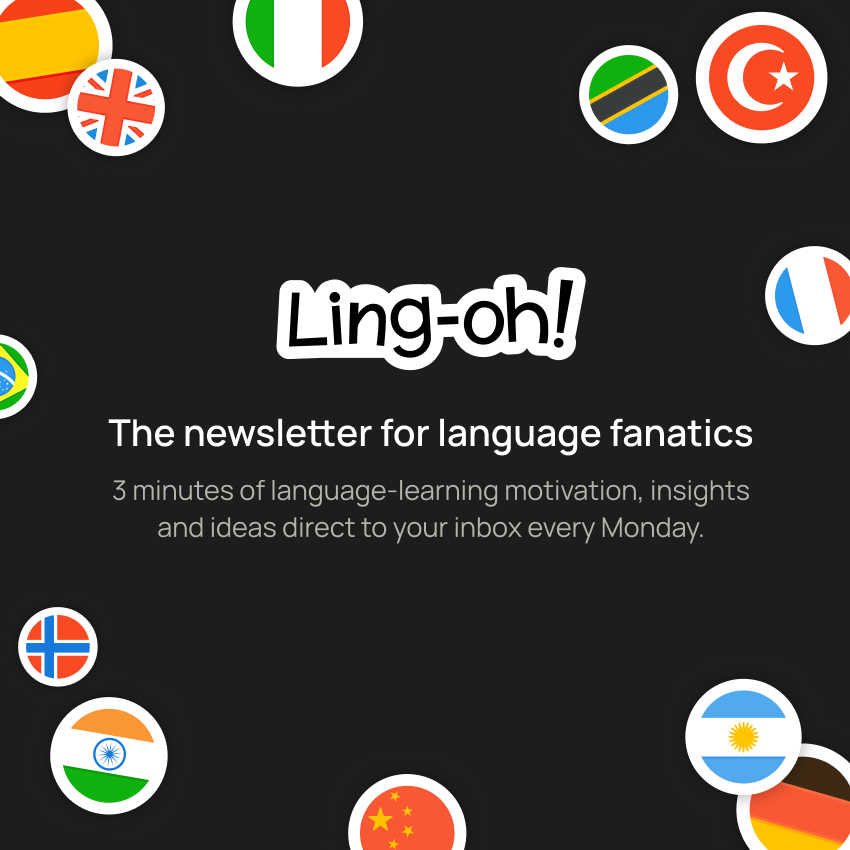 Ling-oh!
The newsletter for language fanatics
3 minutes of language-learning motivation, insights
and ideas direct to your inbox every Monday.